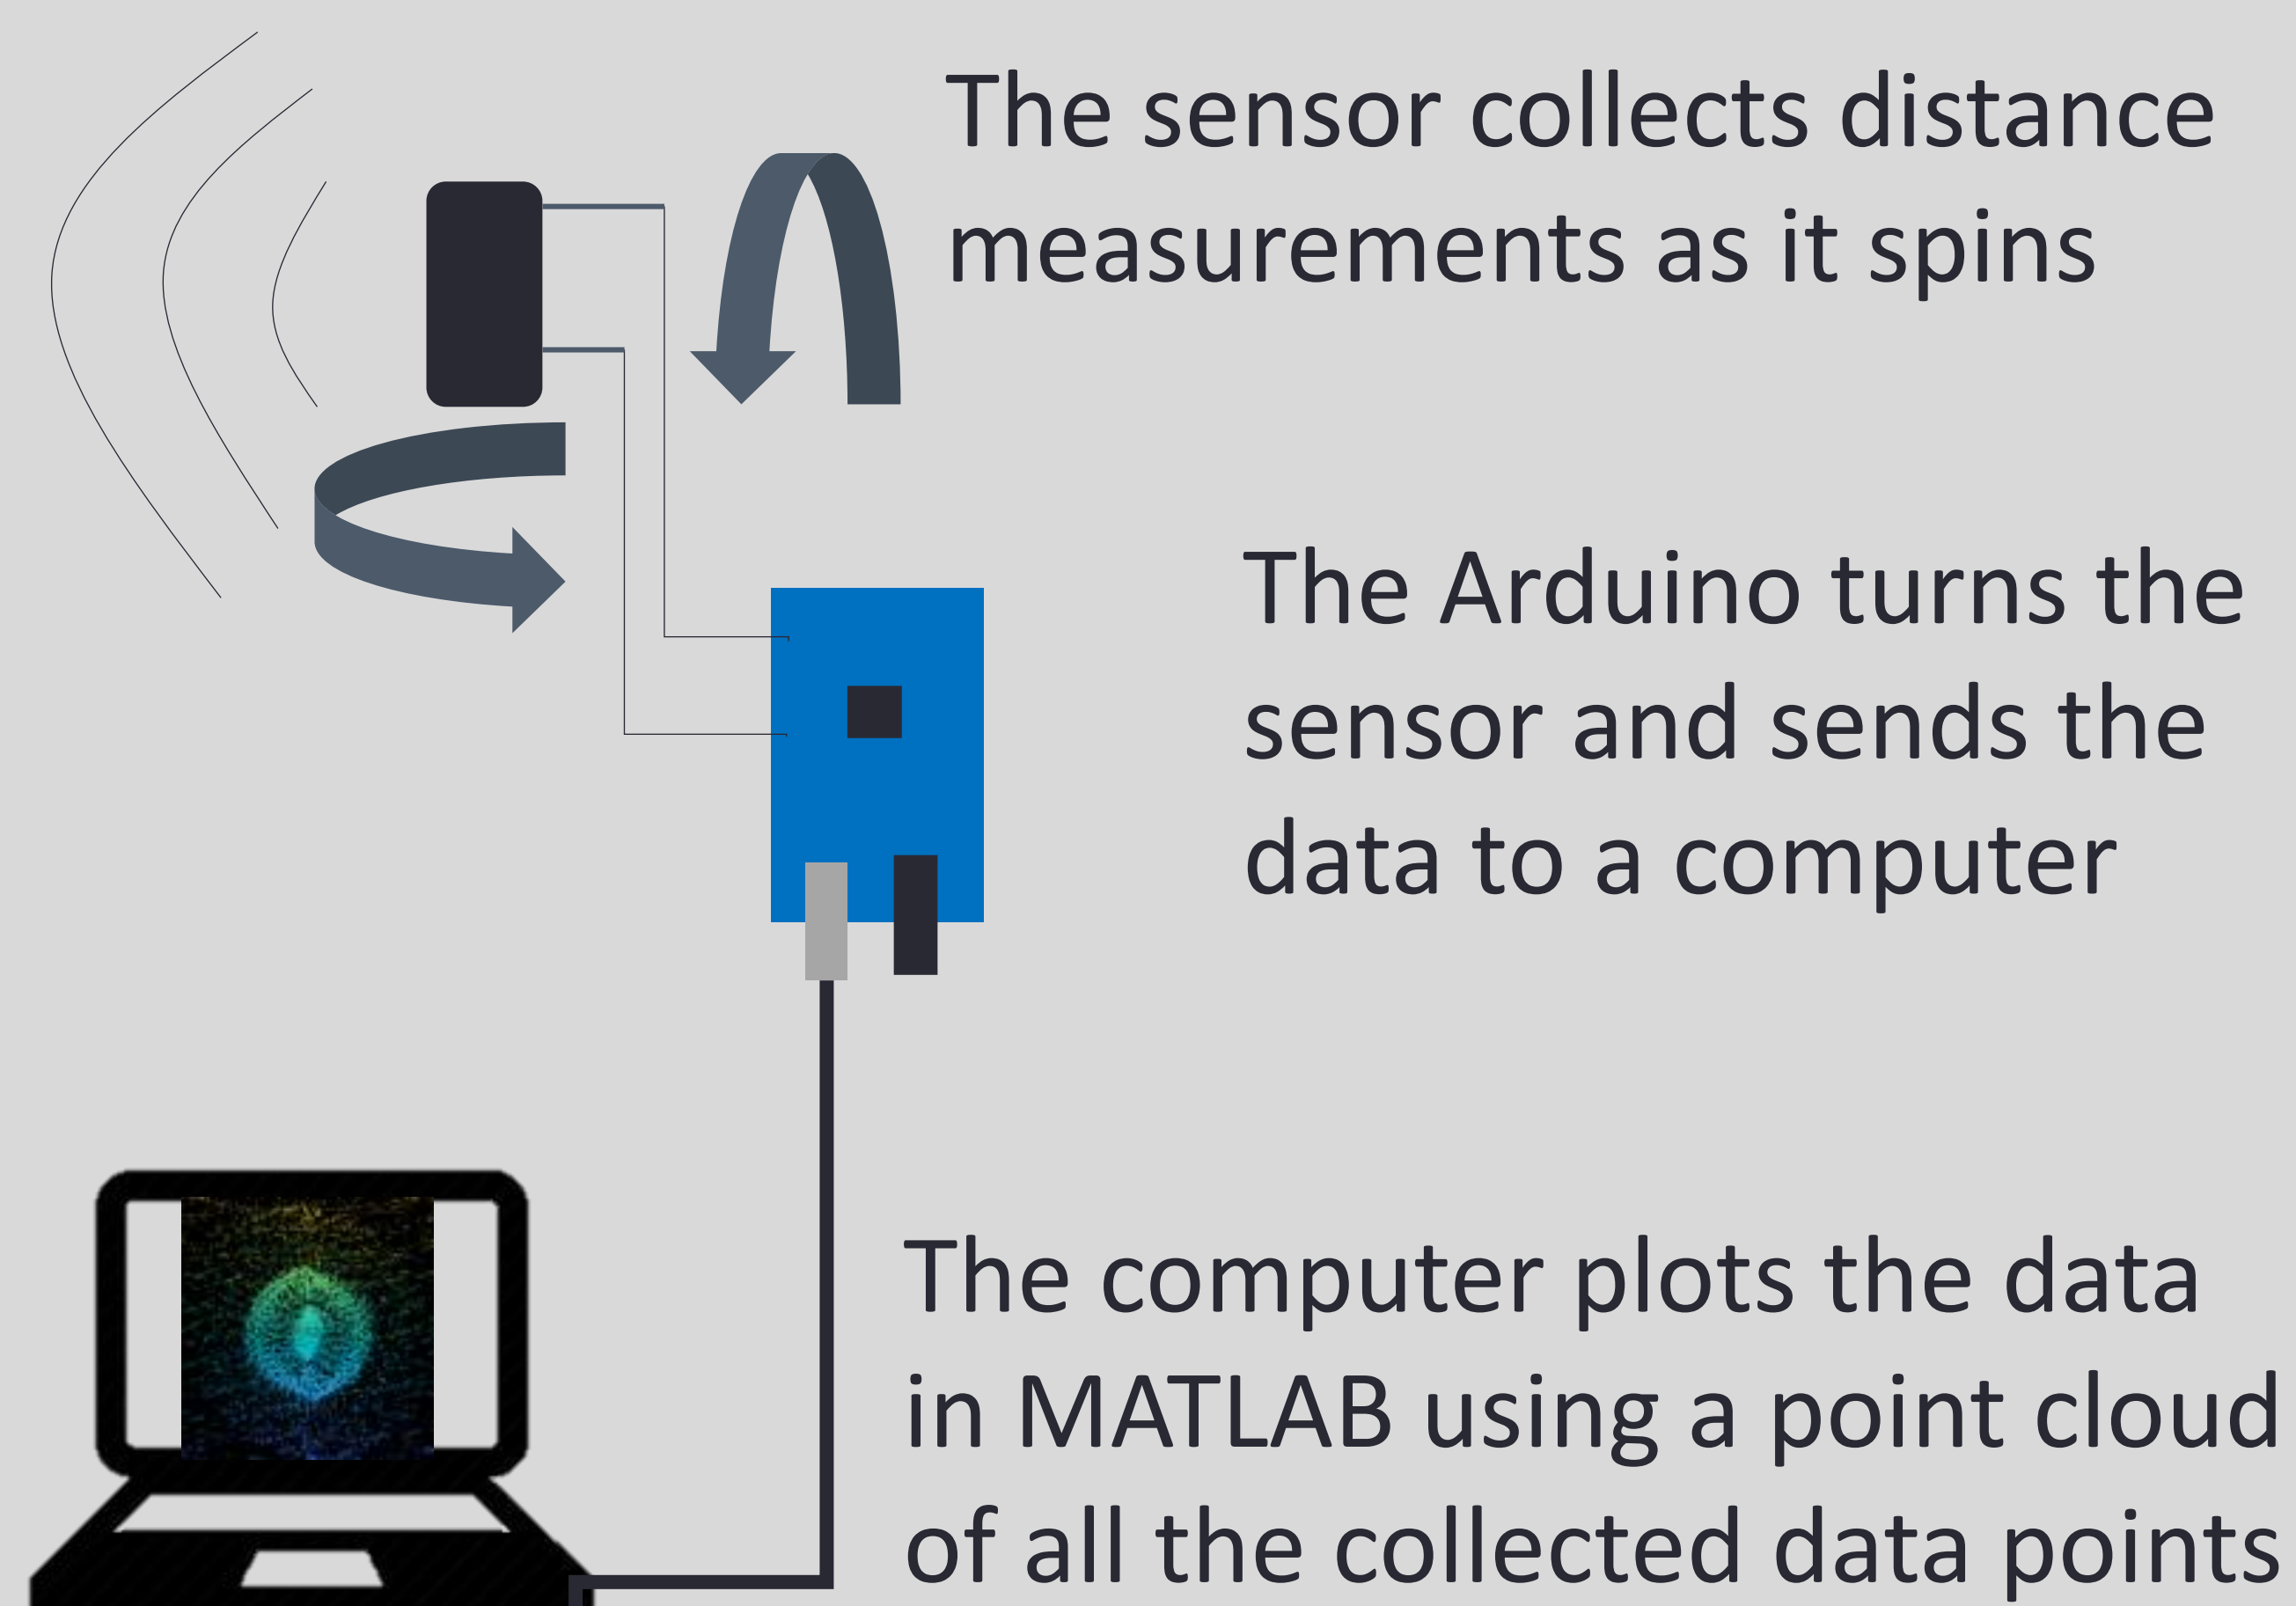 The sensor collects distance
measurements as it spins
The Arduino turns the
sensor and sends the
data to a computer
The computer plots the data
in MATLAB using a point cloud
of all the collected data points